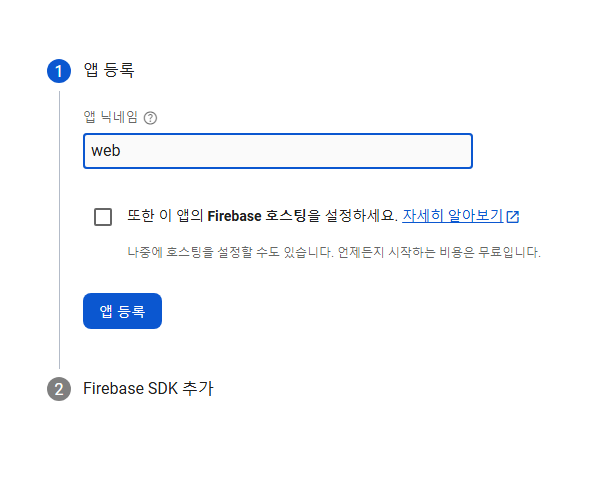 1 앱 등록
앱 닉네임
web
또한 이 앱의 Firebase 호스팅을 설정하세요. 자세히 알아보기
나중에 호스팅을 설정할 수도 있습니다. 언제든지 시작하는 비용은 무료입니다.
앱 등록
2 Firebase SDK 추가